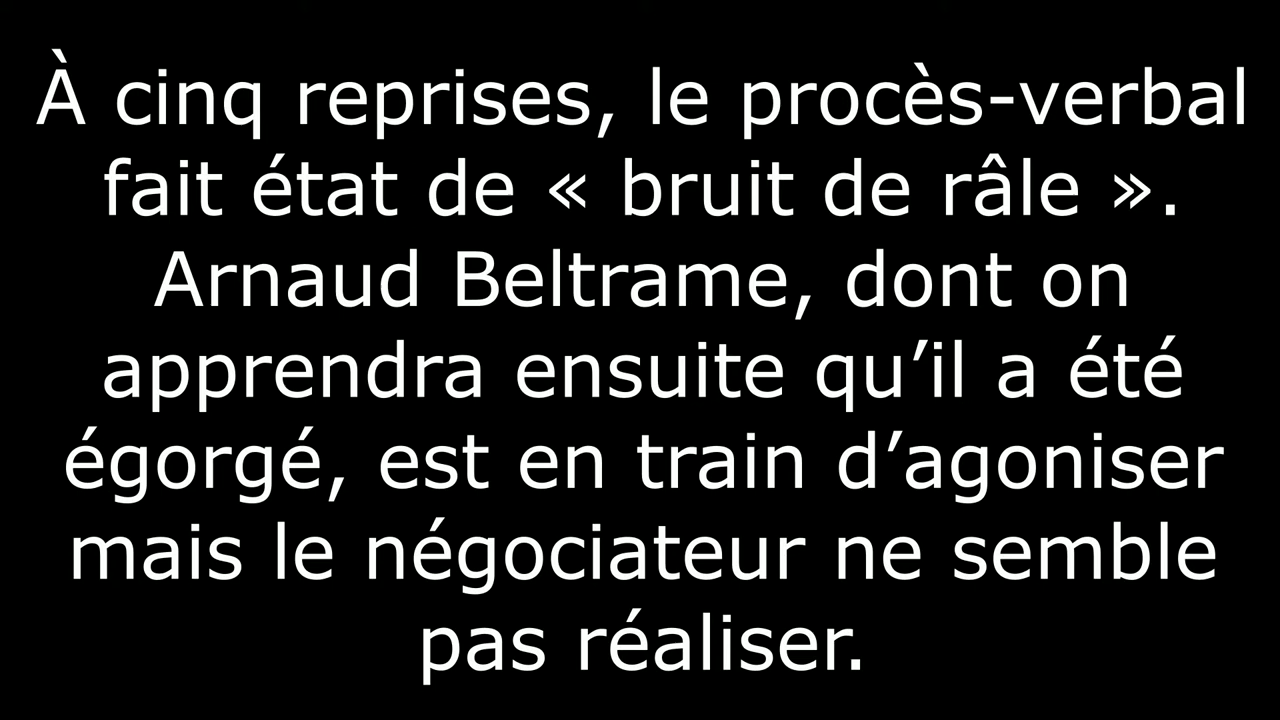 À cinq reprises, le procès-verbal
fait état de « bruit de râle ».
Arnaud Beltrame, dont on
apprendra ensuite qu’il a été
égorgé, est en train d’agoniser
mais le négociateur ne semble
pas réaliser.